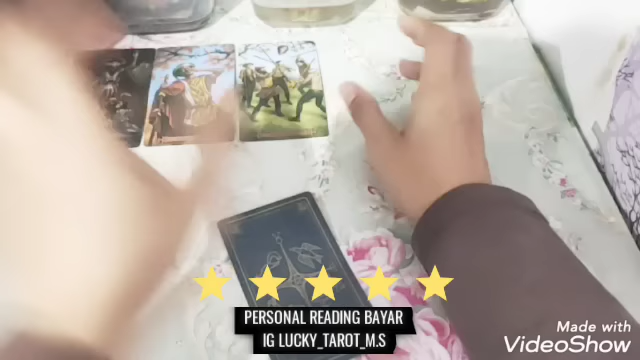 PERSONAL READING BAYAR
IG LUCKY_TAROT_M.S
Made with
VideoShow